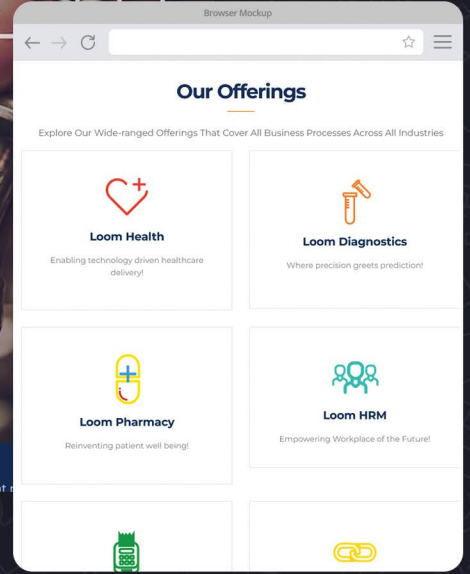 Browser Mockup
Our Offerings
Explore Our Wide-ranged Offerings That Cover All Business Processes Across All Industries
Loom Health
Enabling technology driven healthcare
delivery!
Loom Diagnostics
Where precision greets prediction!
Loom Pharmacy
Reinventing patient well being!
Loom HRM
Empowering Workplace of the Future!